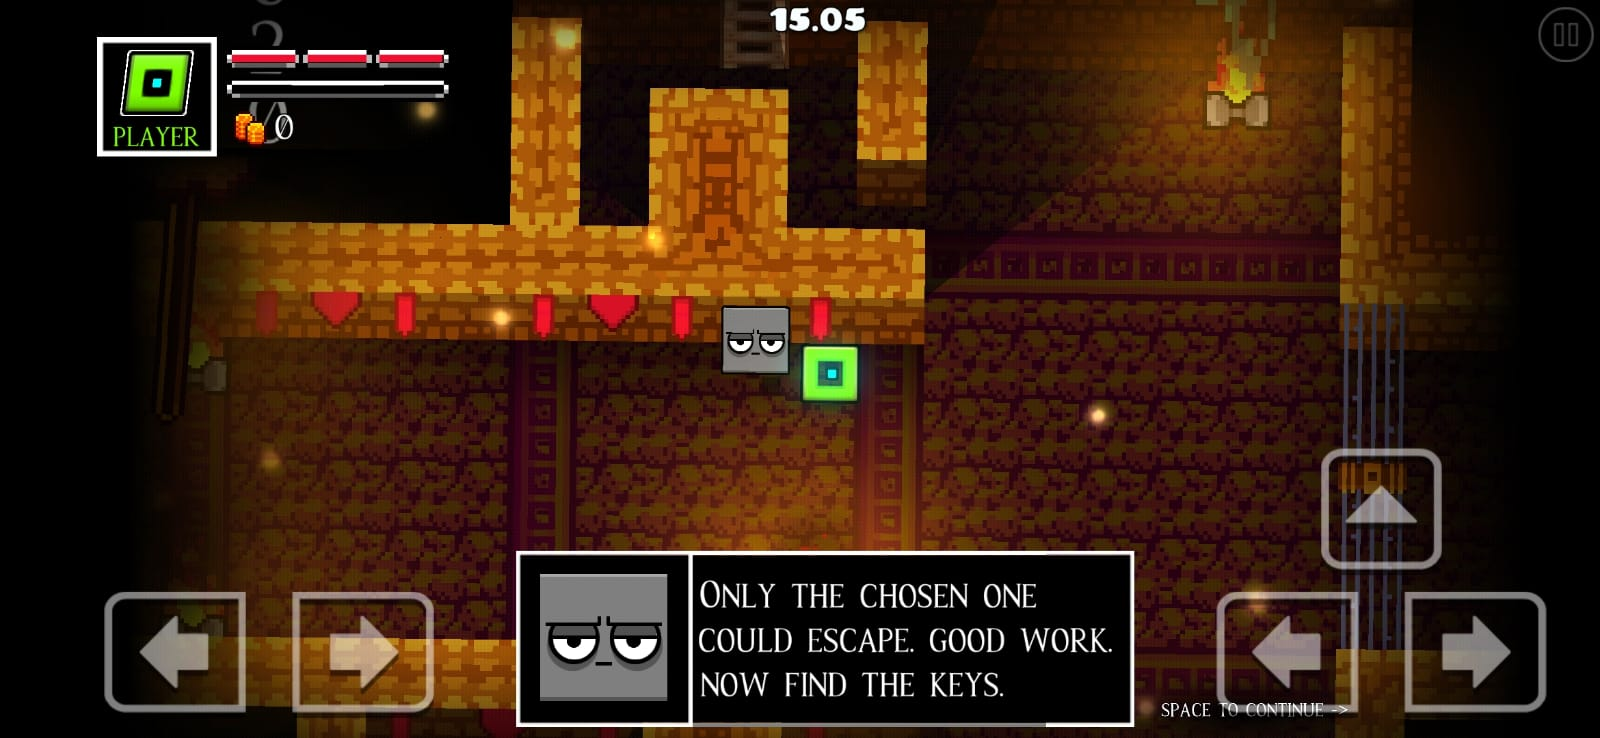 15.05
PLAYER
0
ONLY THE CHOSEN ONE
COULD ESCAPE. GOOD WORK.
NOW FIND THE KEYS.
SPACE TO CONTINUE ->